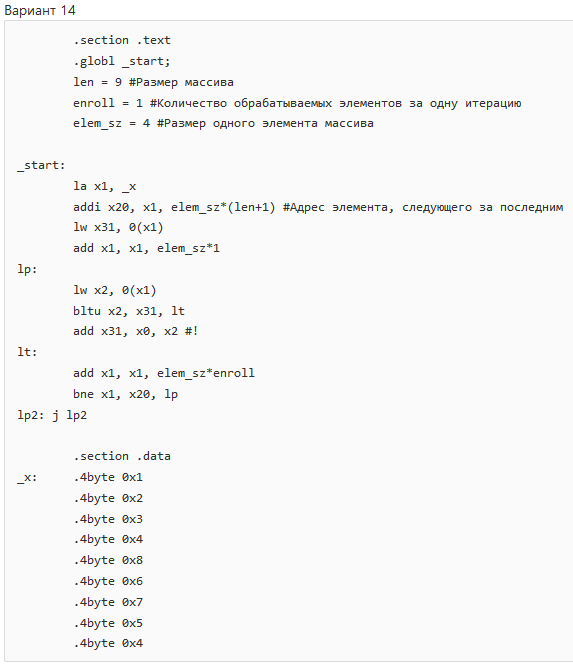 Вариант 14
.section .text
.globl _start;
len = 9 #Размер массива
enroll = 1 #Количество обрабатываемых элементов за одну итерацию
elem_sz = 4 #Размер одного элемента массива
_start:
la x1, _x
addi x20, x1, elem_sz*(len+1) #Адрес элемента, следующего за последним
lw x31, 0(x1)
add x1, x1, elem_sz*1
lp:
lw x2, 0(x1)
bltu x2, x31, lt
add x31, x0, x2 #!
lt:
add x1, x1, elem_sz*enroll
bne x1, x20, lp
lp2: j lp2
.section .data
_x: .4byte 0x1
.4byte 0x2
.4byte 0x3
.4byte 0x4
.4byte 0x8
.4byte 0x6
.4byte 0x7
.4byte 0x5
.4byte 0x4